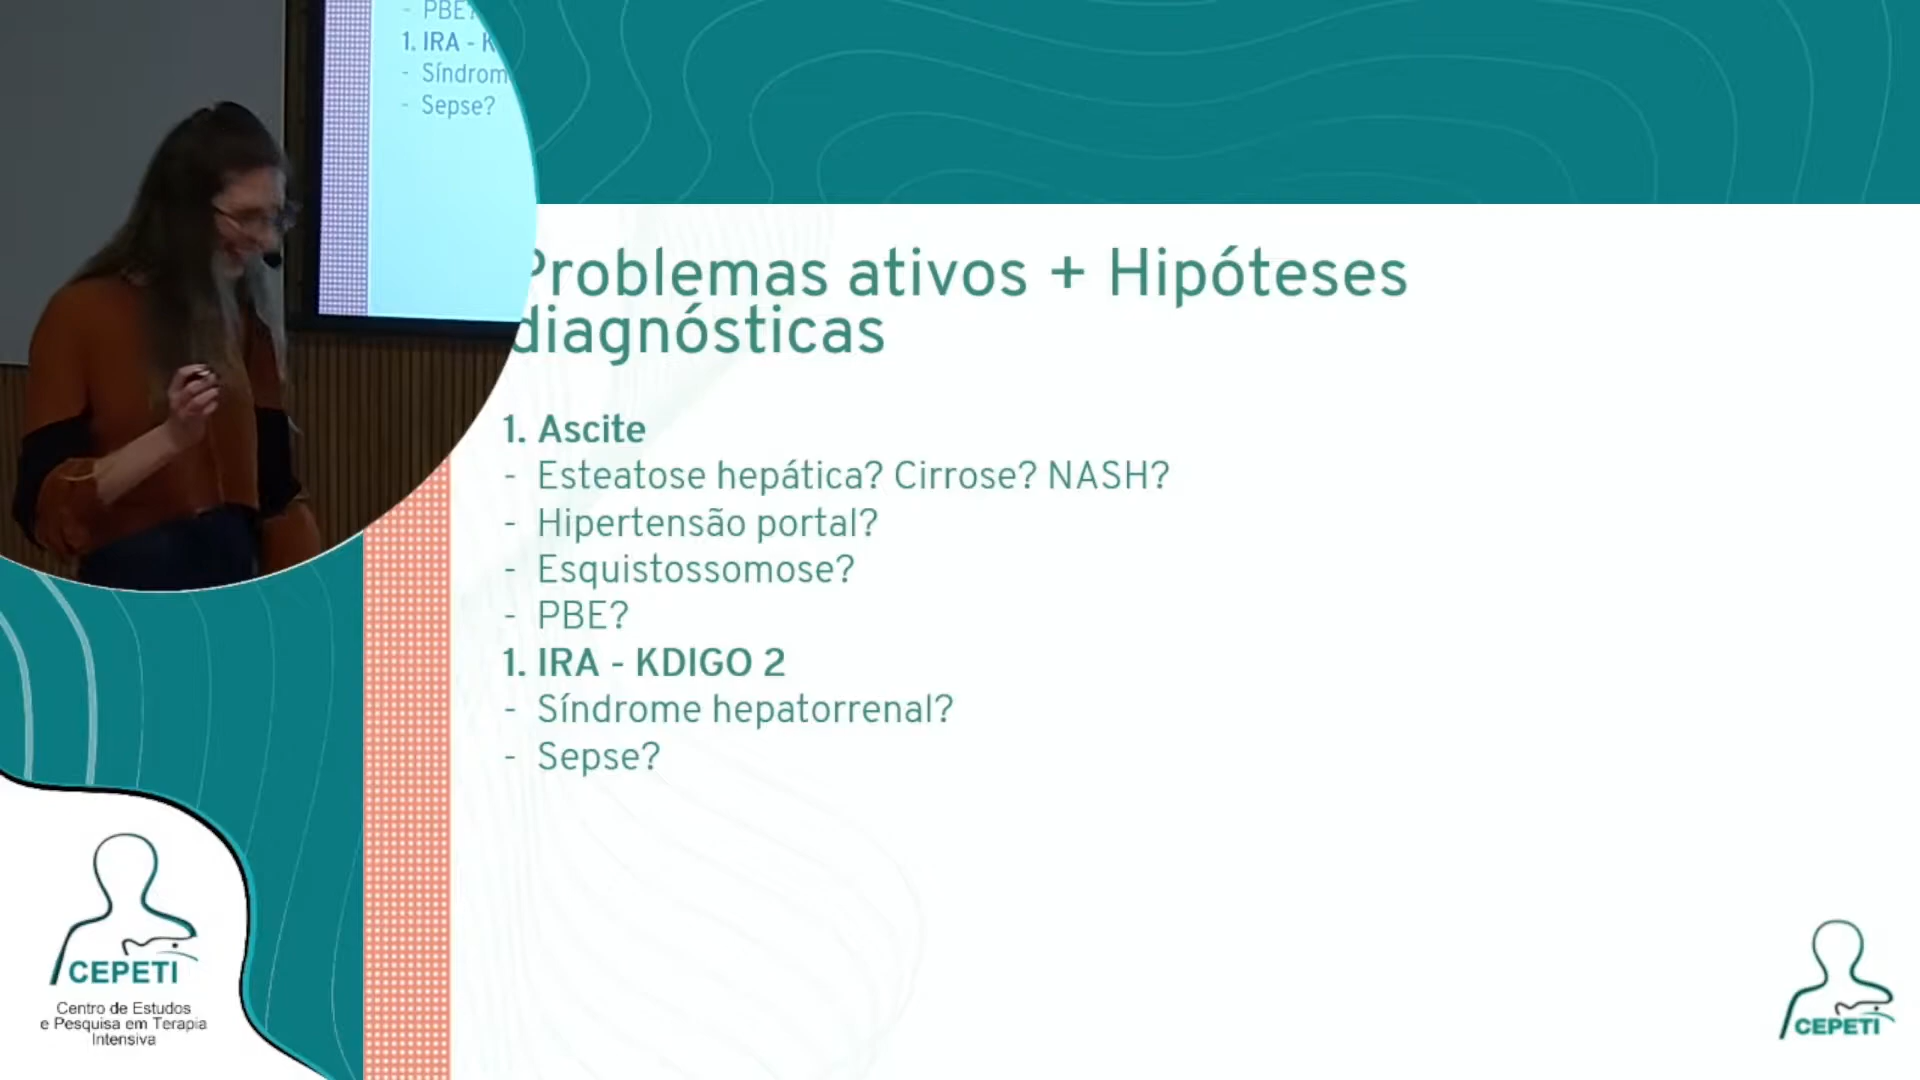 - PBE?
1. IRA - K
- Síndrom
- Sepse?
Problemas ativos + Hipóteses
diagnósticas
1. Ascite
- Esteatose hepática? Cirrose? NASH?
- Hipertensão portal?
- Esquistossomose?
- PBE?
1. IRA - KDIGO 2
- Síndrome hepatorrenal?
- Sepse?
CEPETI
Centro de Estudos
e Pesquisa em Terapia
Intensiva
CEPETI